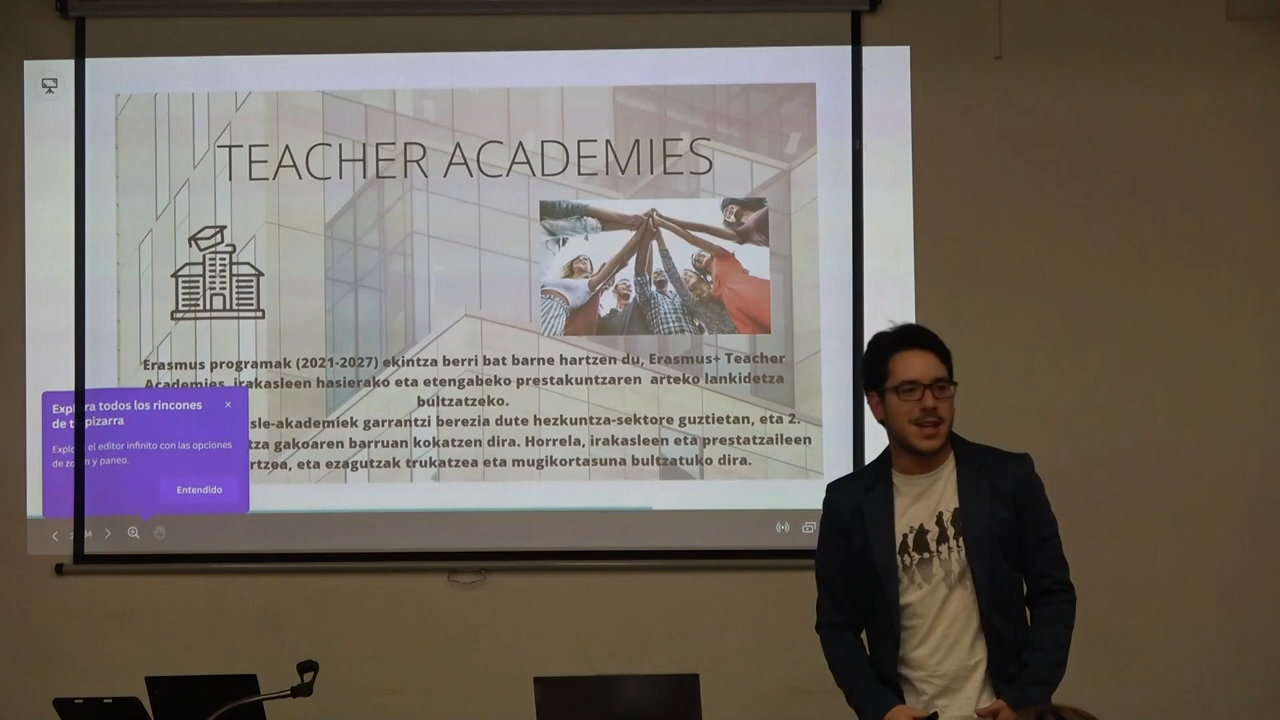 TEACHER ACADEMIES
Erasmus programak (2021-2027) ekintza berri bat barne hartzen du, Erasmus+ Teacher
Academies, irakasleen hasierako eta etengabeko prestakuntzaren arteko lankidetza
bultzatzeko.
sle-akademiek garrantzi berezia dute hezkuntza-sektore guztietan, eta 2.
tza gakoaren barruan kokatzen dira. Horrela, irakasleen eta prestatzaileen
rtzea, eta ezagutzak trukatzea eta mugikortasuna bultzatuko dira.
Explora todos los rincones
de tu pizarra
el editor infinito con las opciones
de zoom y paneo.
Entendido